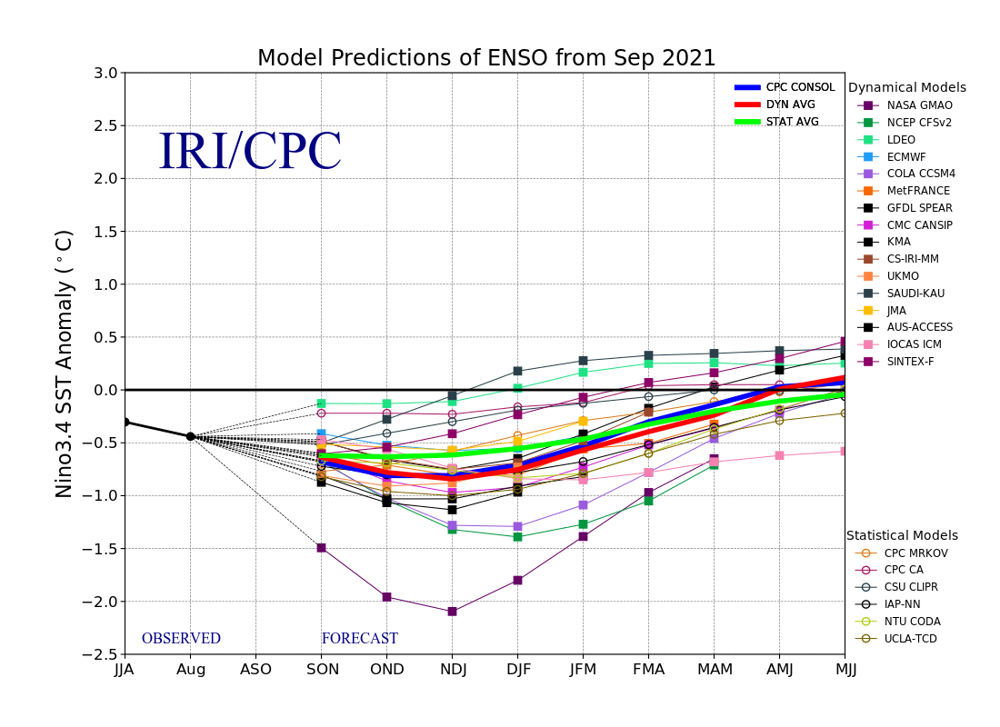 Model Predictions of ENSO from Sep 2021
IRI/CPC
Nino3.4 SST Anomaly (°C)
3.0
2.5
2.0
1.5
1.0
0.5
0.0
−0.5
−1.0
−1.5
−2.0
−2.5
CPC CONSOL
DYN AVG
STAT AVG
OBSERVED
FORECAST
JJA Aug ASO SON OND NDJ DJF JFM FMA MAM AMJ MJJ
Dynamical Models
NASA GMAO
NCEP CFSv2
LDEO
ECMWF
COLA CCSM4
MetFRANCE
GFDL SPEAR
CMC CANSIP
KMA
CS-IRI-MM
UKMO
SAUDI-KAU
JMA
AUS-ACCESS
IOCAS ICM
SINTEX-F
Statistical Models
CPC MRKOV
CPC CA
CSU CLIPR
IAP-NN
NTU CODA
UCLA-TCD